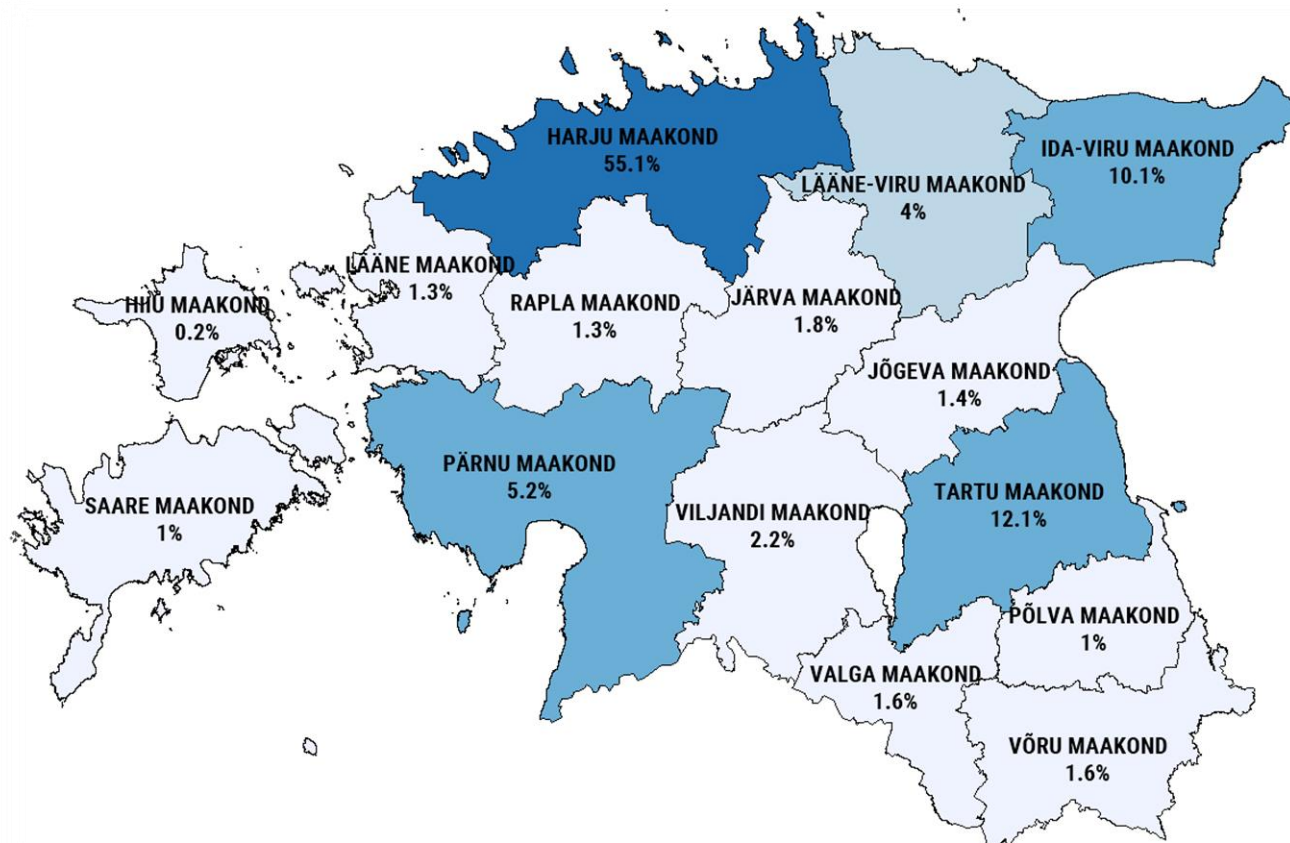 HARJU MAAKOND
55.1%
IDA-VIRU MAAKOND
10.1%
LÄÄNE-VIRU MAAKOND
4%
LÄÄNE MAAKOND
1.3%
HIIU MAAKOND
0.2%
RAPLA MAAKOND
1.3%
JÄRVA MAAKOND
1.8%
JÕGEVA MAAKOND
1.4%
PÄRNU MAAKOND
5.2%
SAARE MAAKOND
1%
VILJANDI MAAKOND
2.2%
TARTU MAAKOND
12.1%
PÕLVA MAAKOND
1%
VALGA MAAKOND
1.6%
VÕRU MAAKOND
1.6%